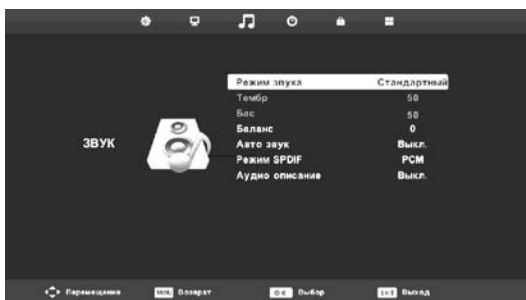 Режим звука Стандартный
Тембр 50
Бас 50
Баланс 0
ЗВУК
Авто звук Выкл.
Режим SPDIF PCM
Аудио описание Выкл.
Перемещение MENU Возврат OK Выбор Exit Выход